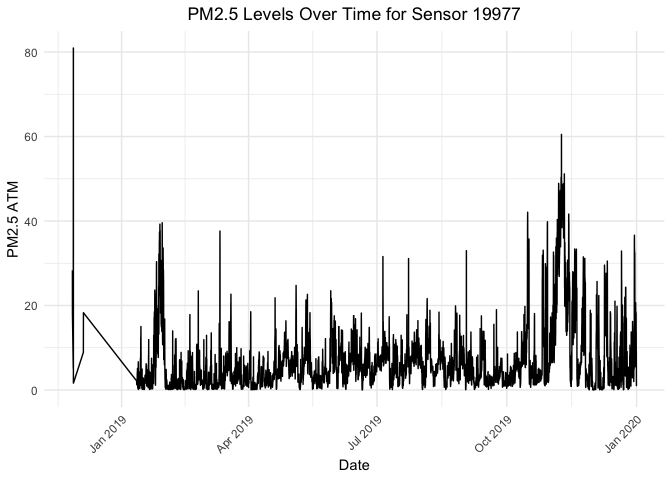 PM2.5 Levels Over Time for Sensor 19977
80
60
40
20
0
PM2.5 ATM
Jan 2019
Apr 2019
Jul 2019
Oct 2019
Jan 2020
Date